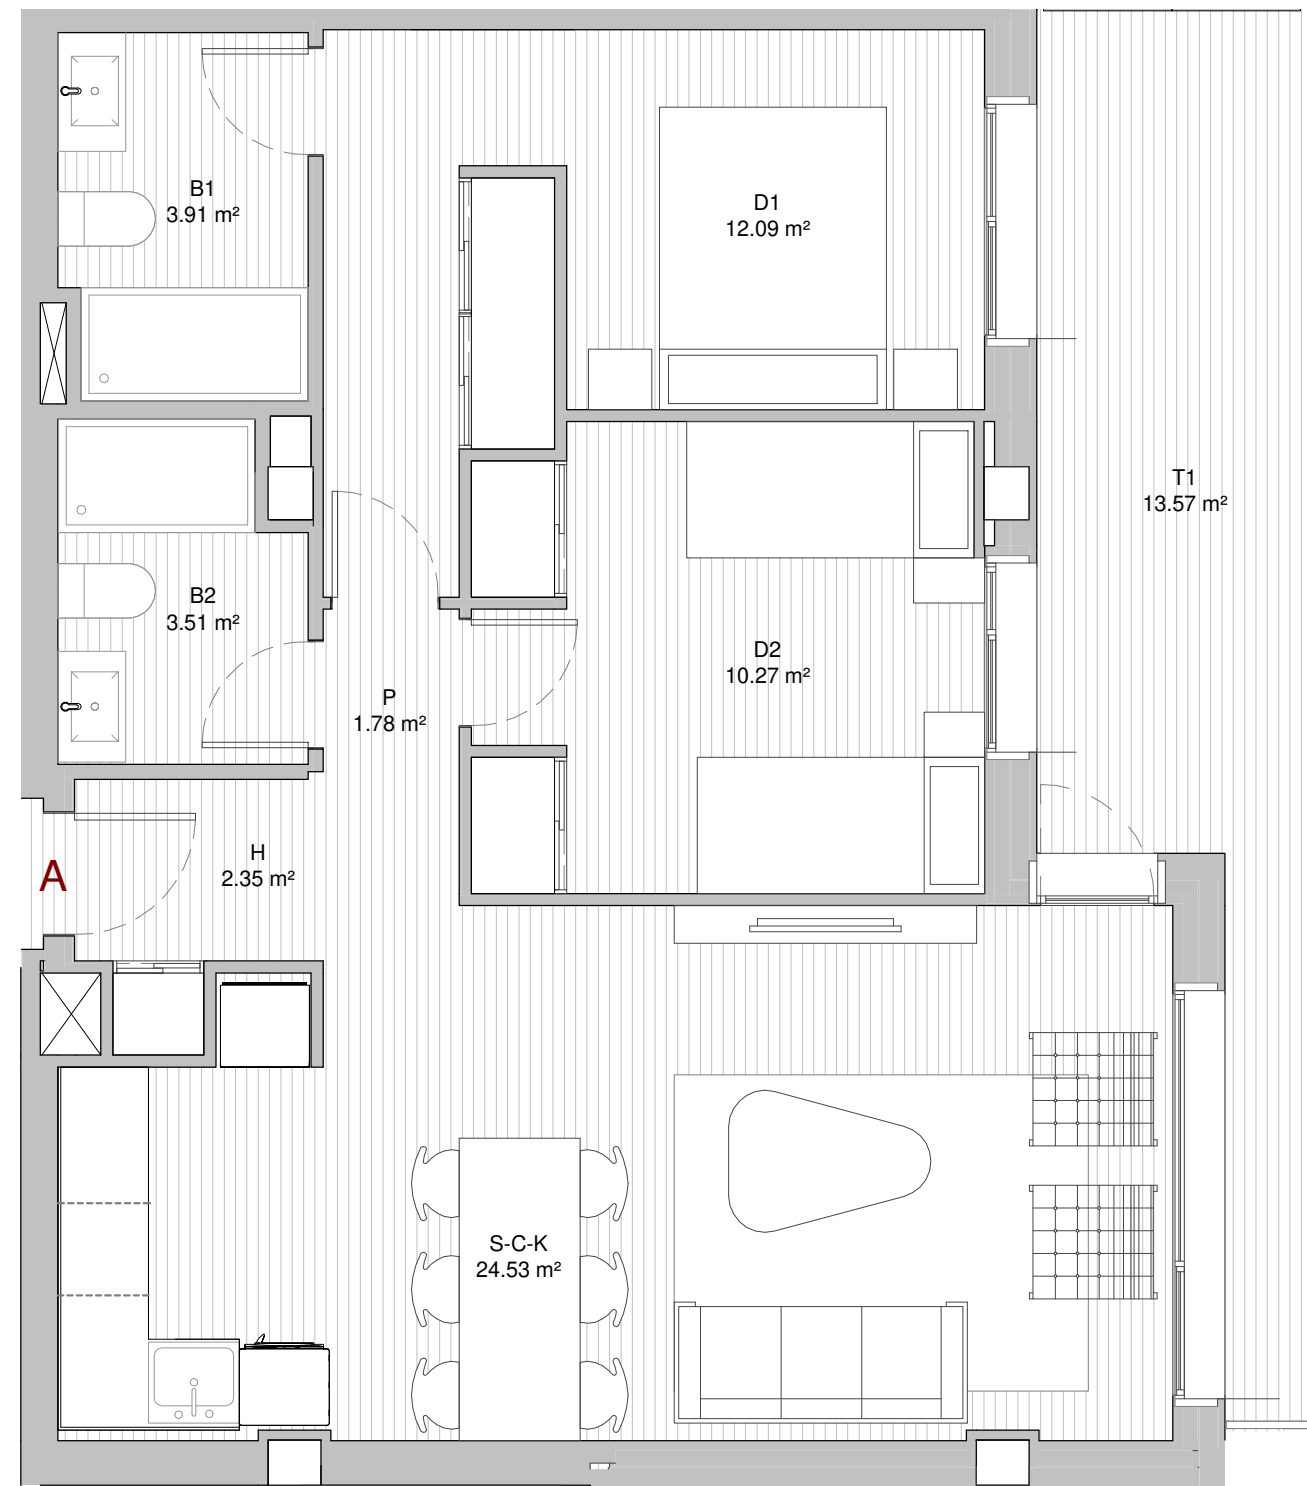 B1
3.91 m²
D1
12.09 m²
T1
13.57 m²
B2
3.51 m²
D2
10.27 m²
P
1.78 m²
H
2.35 m²
A
S-C-K
24.53 m²